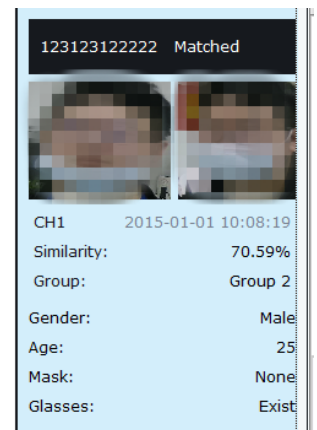 123123122222 Matched
CH1 2015-01-01 10:08:19
Similarity: 70.59%
Group: Group 2
Gender: Male
Age: 25
Mask: None
Glasses: Exist